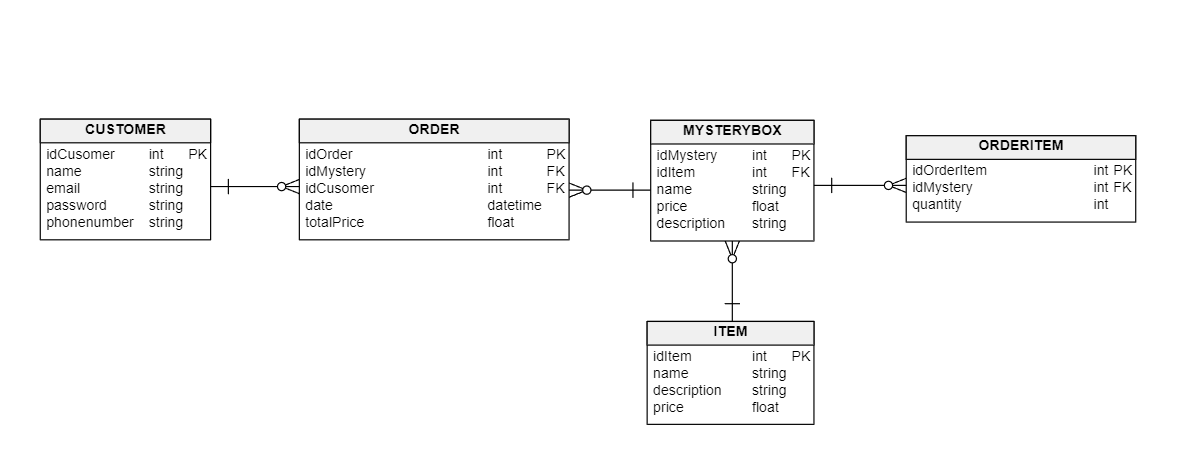 CUSTOMER
idCusomer int PK
name string
email string
password string
phonenumber string
ORDER
idOrder int PK
idMystery int FK
idCusomer int FK
date datetime
totalPrice float
MYSTERYBOX
idMystery int PK
idItem int FK
name string
price float
description string
ORDERITEM
idOrderItem int PK
idMystery int FK
quantity int
ITEM
idItem int PK
name string
description string
price float